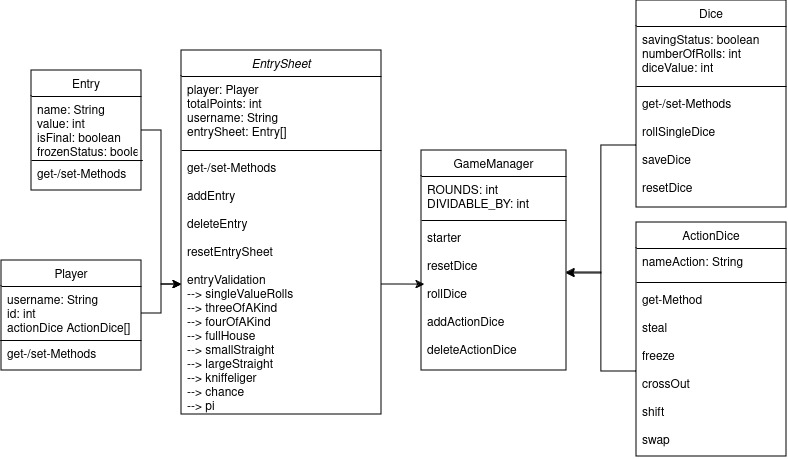 Entry
name: String
value: int
isFinal: boolean
frozenStatus: boole
get-/set-Methods
Player
username: String
id: int
actionDice ActionDice[]
get-/set-Methods
EntrySheet
player: Player
totalPoints: int
username: String
entrySheet: Entry[]
get-/set-Methods
addEntry
deleteEntry
resetEntrySheet
entryValidation
--> singleValueRolls
--> threeOfAKind
--> fourOfAKind
--> fullHouse
--> smallStraight
--> largeStraight
--> kniffeliger
--> chance
--> pi
GameManager
ROUNDS: int
DIVIDABLE_BY: int
starter
resetDice
rollDice
addActionDice
deleteActionDice
Dice
savingStatus: boolean
numberOfRolls: int
diceValue: int
get-/set-Methods
rollSingleDice
saveDice
resetDice
ActionDice
nameAction: String
get-Method
steal
freeze
crossOut
shift
swap